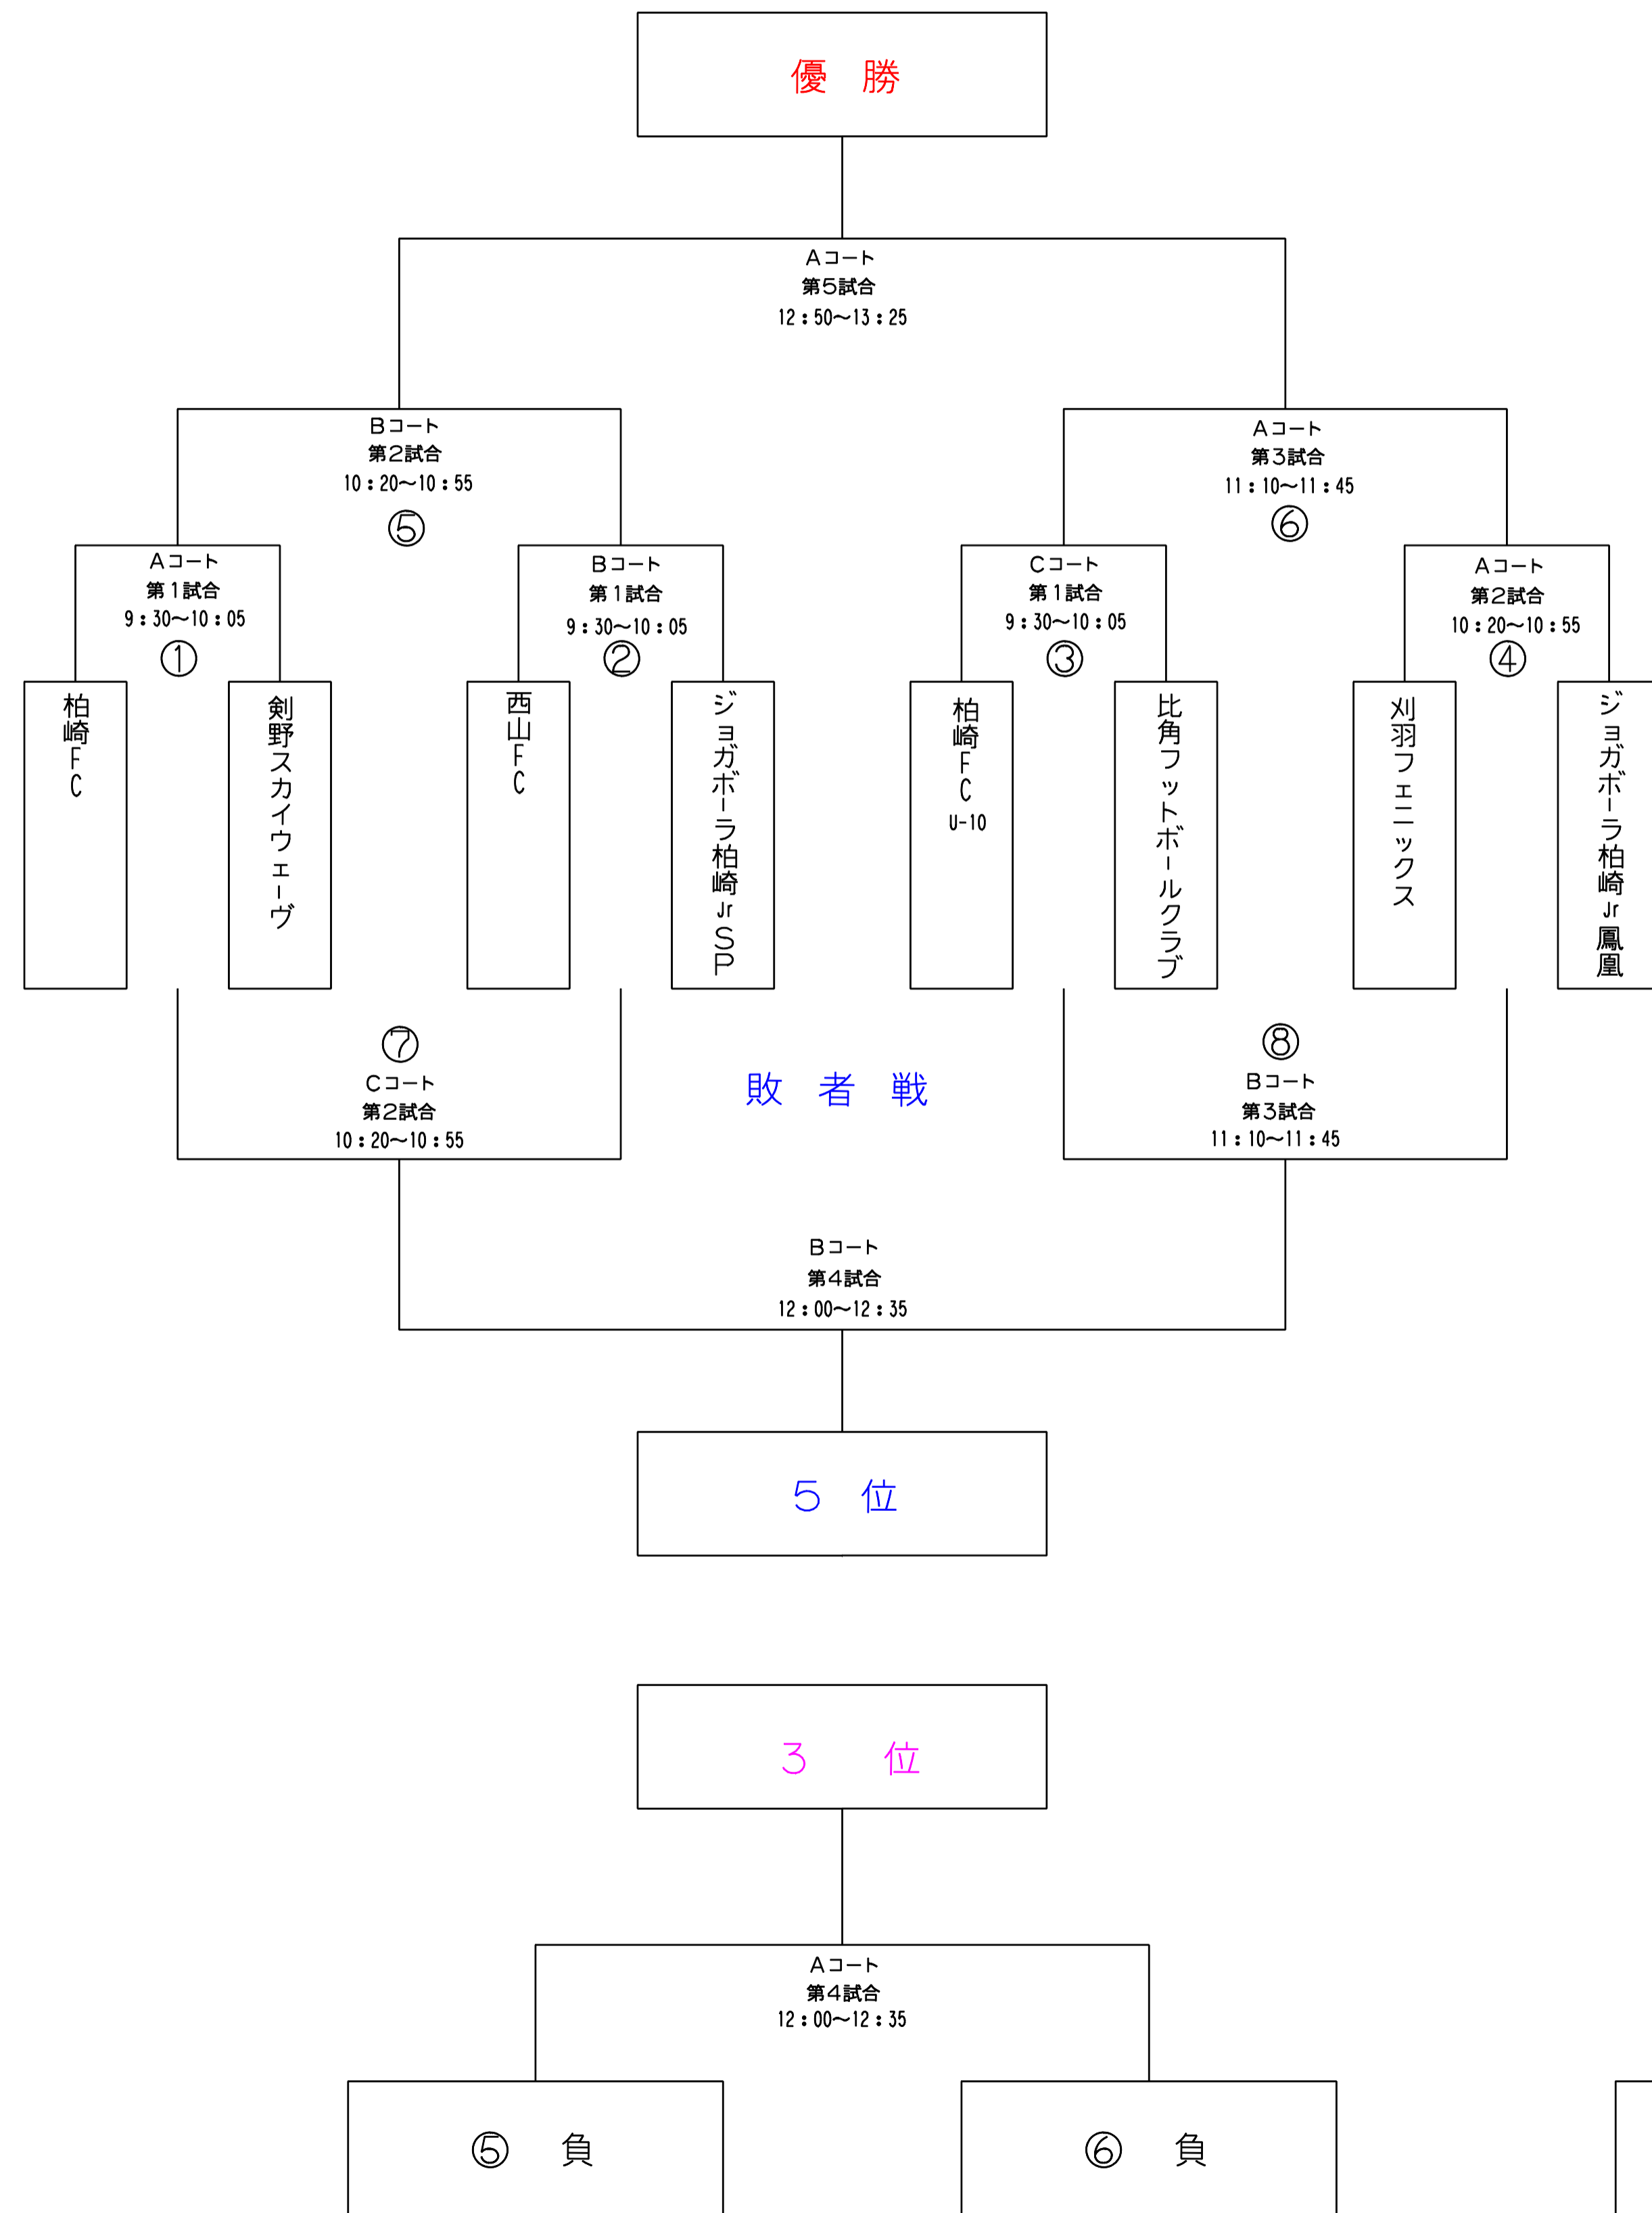 優　勝
Aコート
第5試合
12：50～13：25
Bコート
第2試合
10：20～10：55
⑤
Aコート
第3試合
11：10～11：45
⑥
Aコート
第1試合
9：30～10：05
①
Bコート
第1試合
9：30～10：05
②
Cコート
第1試合
9：30～10：05
③
Aコート
第2試合
10：20～10：55
④
柏崎FC
剣野スカイウェーヴ
西山FC
ジョガボーラ柏崎JrSP
柏崎FC
U-10
比角フットボールクラブ
刈羽フェニックス
ジョガボーラ柏崎Jr鳳凰
⑦
Cコート
第2試合
10：20～10：55
敗　者　戦
⑧
Bコート
第3試合
11：10～11：45
Bコート
第4試合
12：00～12：35
5　位
3　位
Aコート
第4試合
12：00～12：35
⑤　負
⑥　負